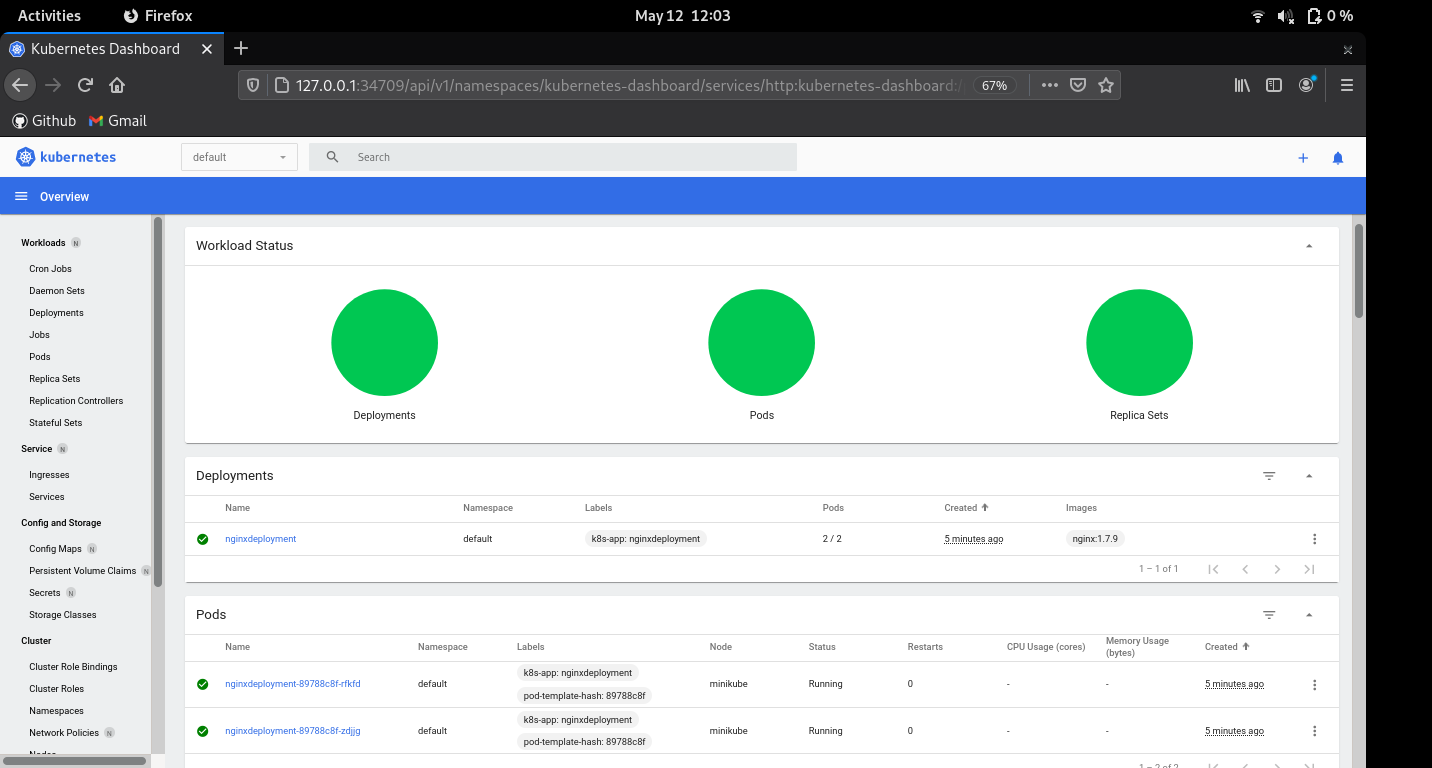 Activities Firefox May 12 12:03 0 %
Kubernetes Dashboard
127.0.0.1:34709/api/v1/namespaces/kubernetes-dashboard/services/http:kubernetes-dashboard:/ 67%
Github Gmail
kubernetes default Search
Overview
Workloads N
Cron Jobs
Daemon Sets
Deployments
Jobs
Pods
Replica Sets
Replication Controllers
Stateful Sets
Service N
Ingresses
Services
Config and Storage
Config Maps N
Persistent Volume Claims N
Secrets N
Storage Classes
Cluster
Cluster Role Bindings
Cluster Roles
Namespaces
Network Policies N
Nodes
Workload Status
Deployments Pods Replica Sets
Deployments
Name Namespace Labels Pods Created Images
nginxdeployment default k8s-app: nginxdeployment 2 / 2 5 minutes ago nginx:1.7.9
1 – 1 of 1
Pods
Name Namespace Labels Node Status Restarts CPU Usage (cores) Memory Usage (bytes) Created
nginxdeployment-89788c8f-rfkfd default k8s-app: nginxdeployment pod-template-hash: 89788c8f minikube Running 0 - - 5 minutes ago
nginxdeployment-89788c8f-zdjjg default k8s-app: nginxdeployment pod-template-hash: 89788c8f minikube Running 0 - - 5 minutes ago
1 – 2 of 2